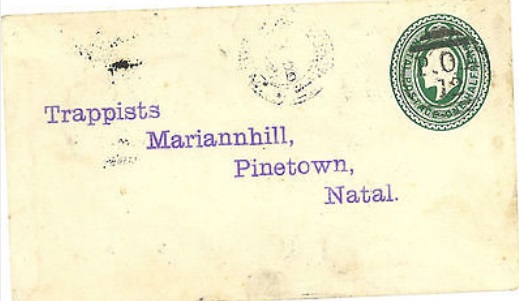 Trappists
Mariannhill,
Pinetown,
Natal.
P.O